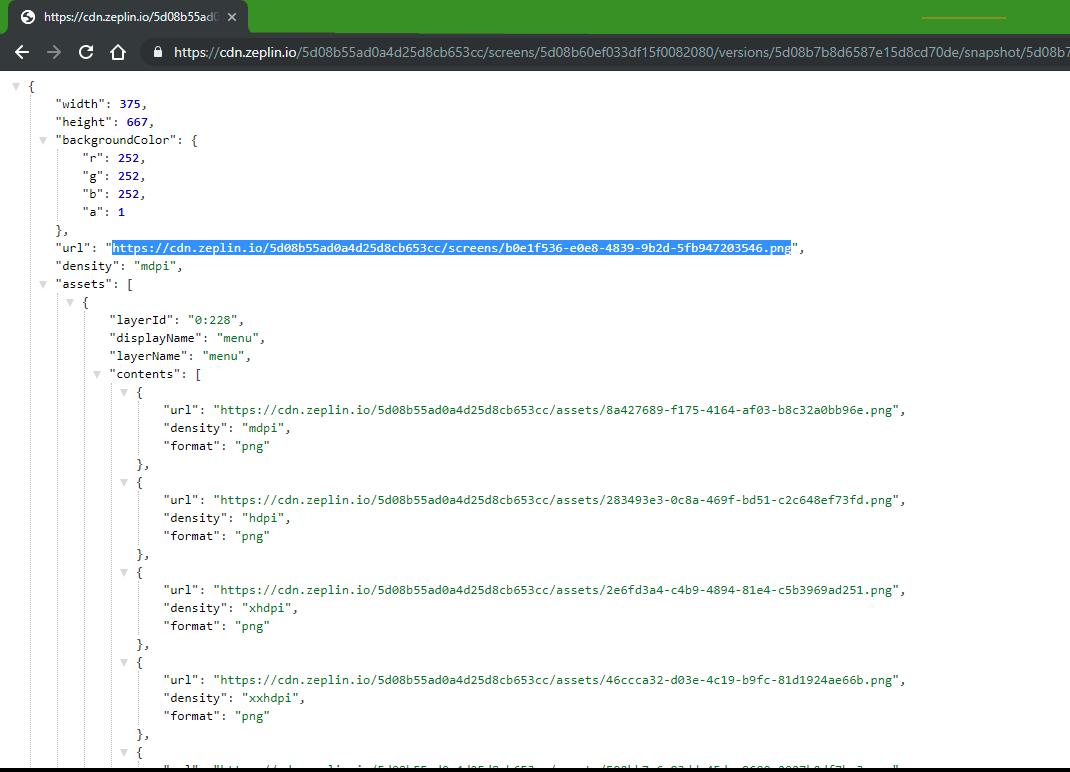 https://cdn.zeplin.io/5d08b55ad0
https://cdn.zeplin.io/5d08b55ad0a4d25d8cb653cc/screens/5d08b60ef033df15f0082080/versions/5d08b7b8d6587e15d8cd70de/snapshot/5d08b7
{
"width": 375,
"height": 667,
"backgroundColor": {
"r": 252,
"g": 252,
"b": 252,
"a": 1
},
"url": "https://cdn.zeplin.io/5d08b55ad0a4d25d8cb653cc/screens/b0e1f536-e0e8-4839-9b2d-5fb947203546.png",
"density": "mdpi",
"assets": [
{
"layerId": "0:228",
"displayName": "menu",
"layerName": "menu",
"contents": [
{
"url": "https://cdn.zeplin.io/5d08b55ad0a4d25d8cb653cc/assets/8a427689-f175-4164-af03-b8c32a0bb96e.png",
"density": "mdpi",
"format": "png"
},
{
"url": "https://cdn.zeplin.io/5d08b55ad0a4d25d8cb653cc/assets/283493e3-0c8a-469f-bd51-c2c648ef73fd.png",
"density": "hdpi",
"format": "png"
},
{
"url": "https://cdn.zeplin.io/5d08b55ad0a4d25d8cb653cc/assets/2e6fd3a4-c4b9-4894-81e4-c5b3969ad251.png",
"density": "xhdpi",
"format": "png"
},
{
"url": "https://cdn.zeplin.io/5d08b55ad0a4d25d8cb653cc/assets/46ccca32-d03e-4c19-b9fc-81d1924ae66b.png",
"density": "xxhdpi",
"format": "png"
},
{